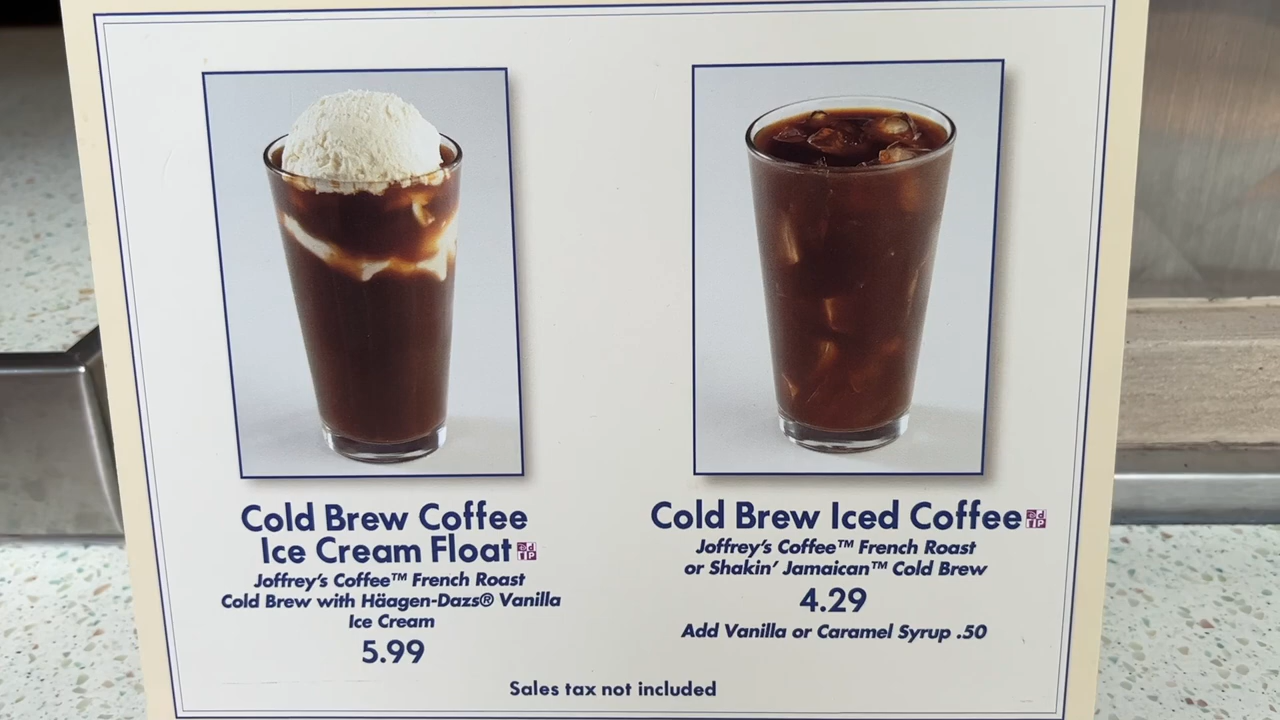 Cold Brew Coffee
Ice Cream Float
Joffrey's Coffee™ French Roast
Cold Brew with Häagen-Dazs® Vanilla
Ice Cream
5.99
Cold Brew Iced Coffee
Joffrey's Coffee™ French Roast
or Shakin' Jamaican™ Cold Brew
4.29
Add Vanilla or Caramel Syrup .50
Sales tax not included